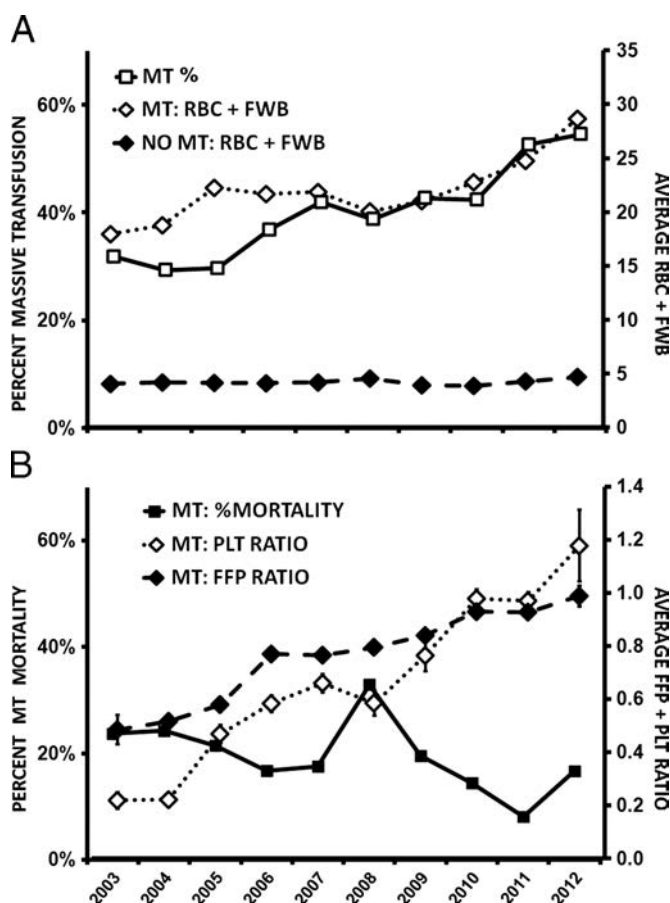 A
MT %
MT: RBC + FWB
NO MT: RBC + FWB
PERCENT MASSIVE TRANSFUSION
60%
40%
20%
0%
35
30
25
20
15
10
5
0
AVERAGE RBC + FWB
B
MT: %MORTALITY
MT: PLT RATIO
MT: FFP RATIO
PERCENT MT MORTALITY
60%
40%
20%
0%
1.4
1.2
1.0
0.8
0.6
0.4
0.2
0.0
AVERAGE FFP + PLT RATIO
2003 2004 2005 2006 2007 2008 2009 2010 2011 2012